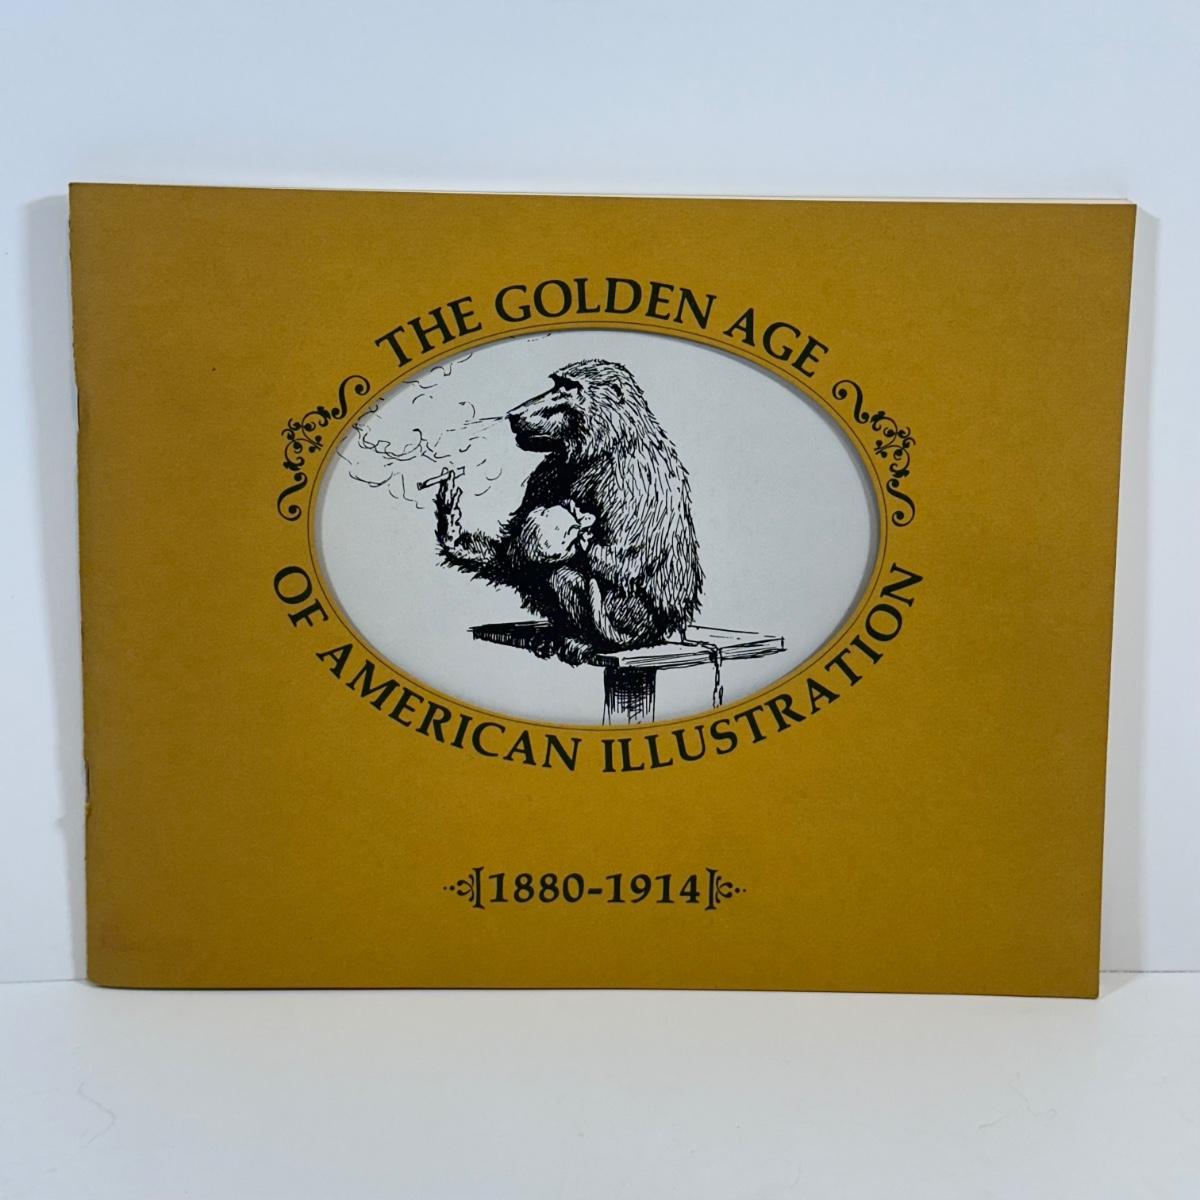 THE GOLDEN AGE
OF AMERICAN ILLUSTRATION
[1880-1914]